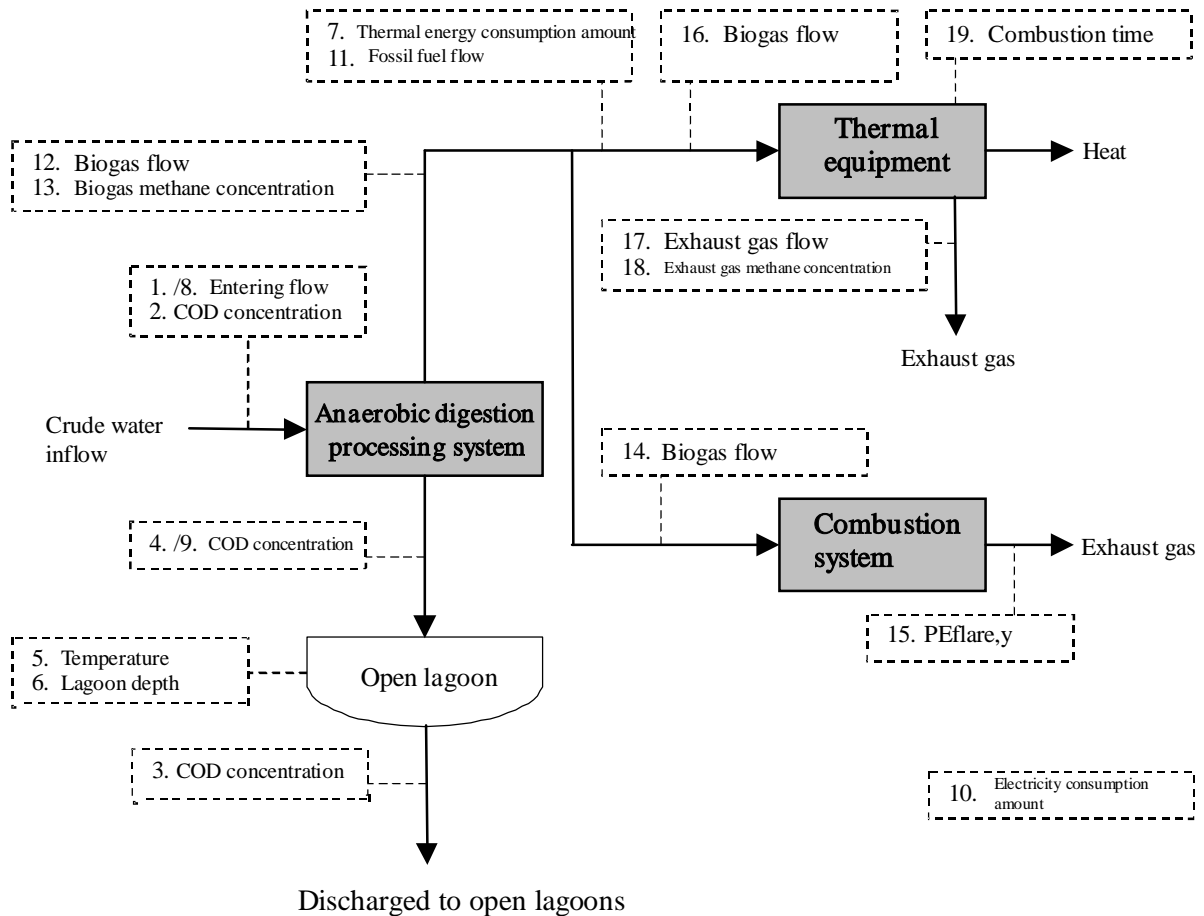 7. Thermal energy consumption amount
11. Fossil fuel flow
16. Biogas flow
19. Combustion time
Thermal
equipment
Heat
12. Biogas flow
13. Biogas methane concentration
17. Exhaust gas flow
18. Exhaust gas methane concentration
1. /8. Entering flow
2. COD concentration
Exhaust gas
Crude water
inflow
Anaerobic digestion
processing system
14. Biogas flow
4. /9. COD concentration
Combustion
system
Exhaust gas
15. PEflare,y
5. Temperature
6. Lagoon depth
Open lagoon
3. COD concentration
10. Electricity consumption
amount
Discharged to open lagoons